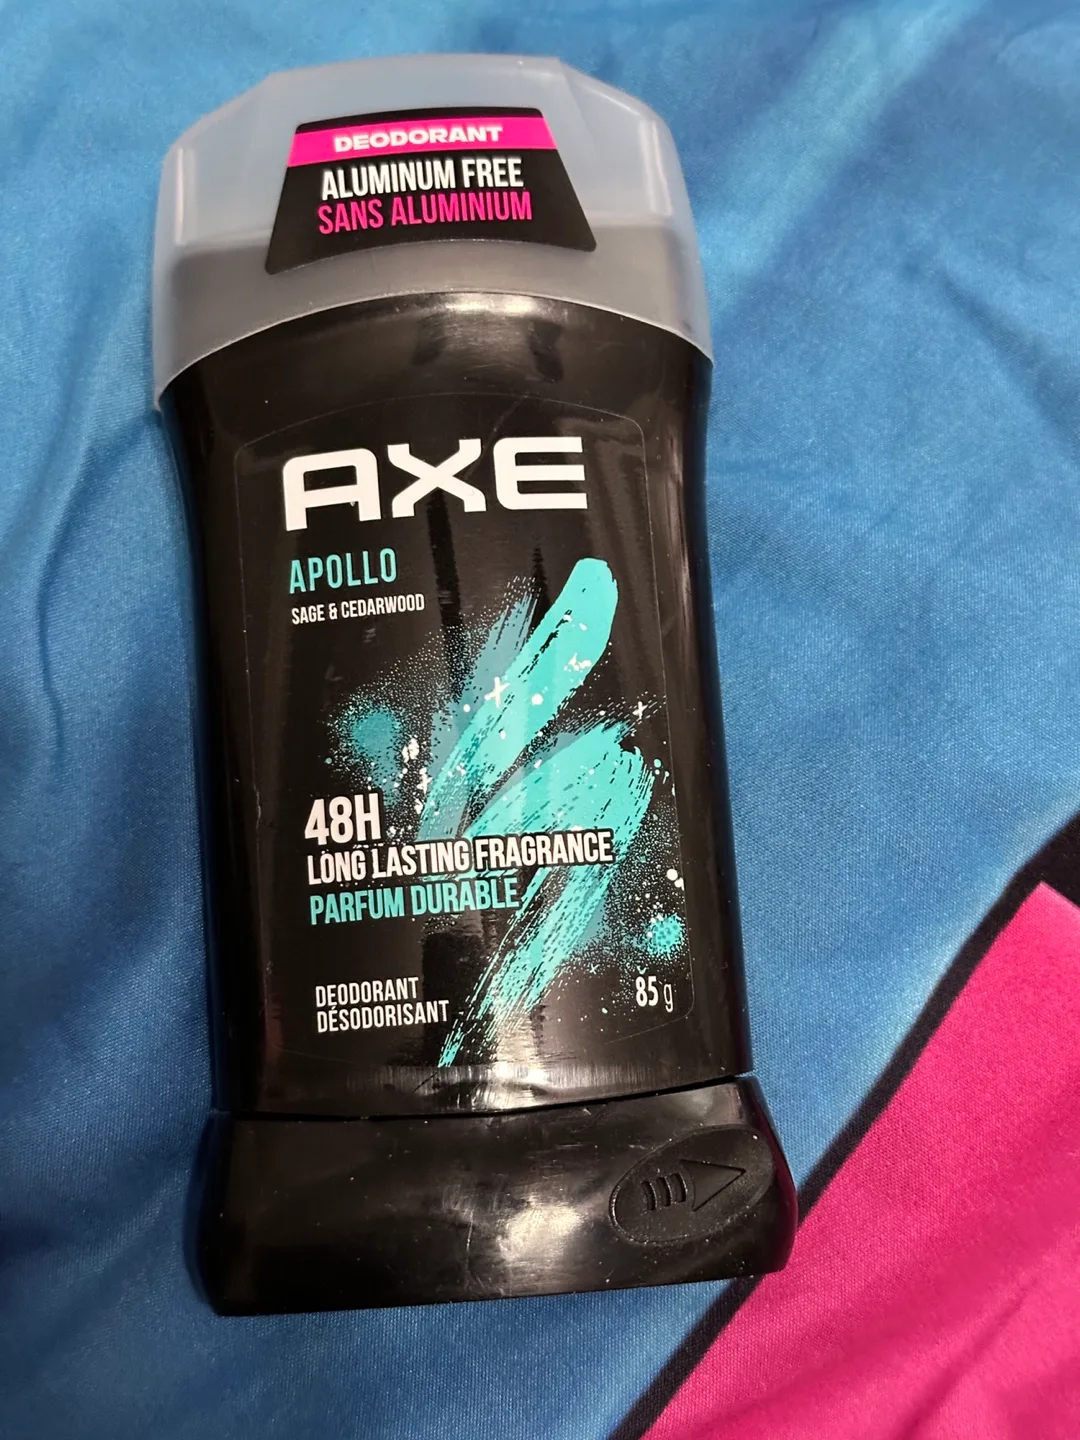 DEODORANT
ALUMINUM FREE
SANS ALUMINIUM
AXE
APOLLO
SAGE & CEDARWOOD
48H
LONG LASTING FRAGRANCE
PARFUM DURABLE
DEODORANT
DÉSODORISANT
85 g